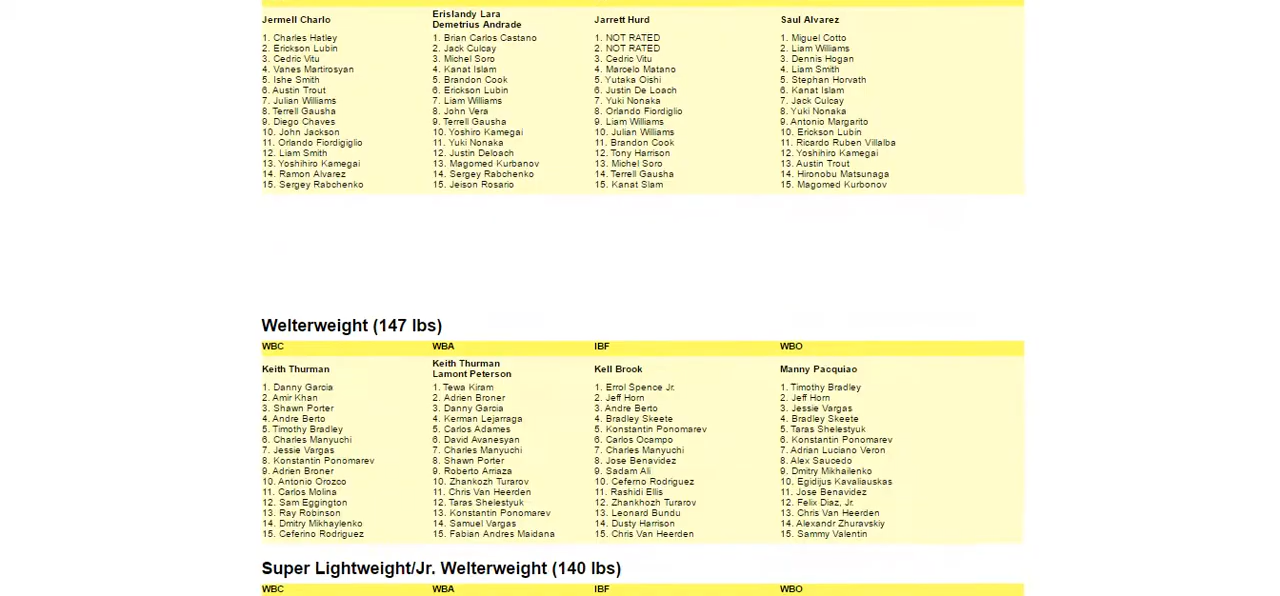 Jermell Charlo Erislandy Lara Demetrius Andrade Jarrett Hurd Saul Alvarez
1. Charles Hatley 1. Brian Carlos Castano 1. NOT RATED 1. Miguel Cotto
2. Erickson Lubin 2. Jack Culcay 2. NOT RATED 2. Liam Williams
3. Cedric Vitu 3. Michel Soro 3. Cedric Vitu 3. Dennis Hogan
4. Vanes Martirosyan 4. Kanat Islam 4. Marcelo Matano 4. Liam Smith
5. Ishe Smith 5. Brandon Cook 5. Yutaka Oishi 5. Stephan Horvath
6. Austin Trout 6. Erickson Lubin 6. Justin De Loach 6. Kanat Islam
7. Julian Williams 7. Liam Williams 7. Yuki Nonaka 7. Jack Culcay
8. Terrell Gausha 8. John Vera 8. Orlando Fiordiglio 8. Yuki Nonaka
9. Diego Chaves 9. Terrell Gausha 9. Liam Williams 9. Antonio Margarito
10. John Jackson 10. Yoshiro Kamegai 10. Julian Williams 10. Erickson Lubin
11. Orlando Fiordigiglio 11. Yuki Nonaka 11. Brandon Cook 11. Ricardo Ruben Villalba
12. Liam Smith 12. Justin Deloach 12. Tony Harrison 12. Yoshihiro Kamegai
13. Yoshihiro Kamegai 13. Magomed Kurbanov 13. Michel Soro 13. Austin Trout
14. Ramon Alvarez 14. Sergey Rabchenko 14. Terrell Gausha 14. Hironobu Matsunaga
15. Sergey Rabchenko 15. Jeison Rosario 15. Kanat Slam 15. Magomed Kurbonov
Welterweight (147 lbs)
WBC WBA IBF WBO
Keith Thurman Keith Thurman Lamont Peterson Kell Brook Manny Pacquiao
1. Danny Garcia 1. Tewa Kiram 1. Errol Spence Jr. 1. Timothy Bradley
2. Amir Khan 2. Adrien Broner 2. Jeff Horn 2. Jeff Horn
3. Shawn Porter 3. Danny Garcia 3. Andre Berto 3. Jessie Vargas
4. Andre Berto 4. Kerman Lejarraga 4. Bradley Skeete 4. Bradley Skeete
5. Timothy Bradley 5. Carlos Adames 5. Konstantin Ponomarev 5. Taras Shelestyuk
6. Charles Manyuchi 6. David Avanesyan 6. Carlos Ocampo 6. Konstantin Ponomarev
7. Jessie Vargas 7. Charles Manyuchi 7. Charles Manyuchi 7. Adrian Luciano Veron
8. Konstantin Ponomarev 8. Shawn Porter 8. Jose Benavidez 8. Alex Saucedo
9. Adrien Broner 9. Roberto Arriaza 9. Sadam Ali 9. Dmitry Mikhailenko
10. Antonio Orozco 10. Zhankozh Turarov 10. Ceferno Rodriguez 10. Egidijus Kavaliauskas
11. Carlos Molina 11. Chris Van Heerden 11. Rashidi Ellis 11. Jose Benavidez
12. Sam Eggington 12. Taras Shelestyuk 12. Zhankhozh Turarov 12. Felix Diaz, Jr.
13. Ray Robinson 13. Konstantin Ponomarev 13. Leonard Bundu 13. Chris Van Heerden
14. Dmitry Mikhaylenko 14. Samuel Vargas 14. Dusty Harrison 14. Alexandr Zhuravskiy
15. Ceferino Rodriguez 15. Fabian Andres Maidana 15. Chris Van Heerden 15. Sammy Valentin
Super Lightweight/Jr. Welterweight (140 lbs)
WBC WBA IBF WBO